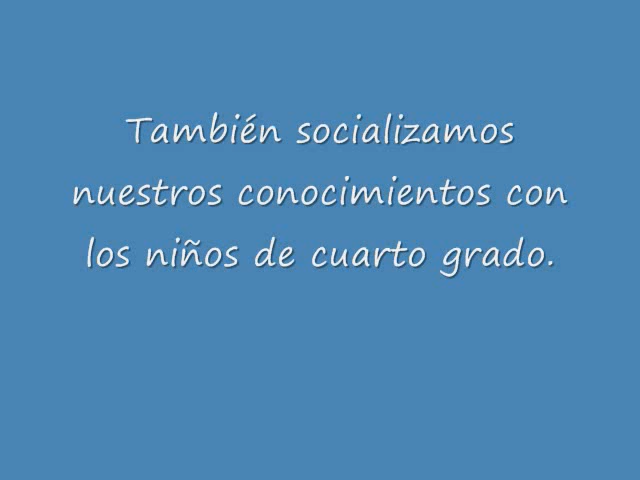 También socializamos
nuestros conocimientos con
los niños de cuarto grado.